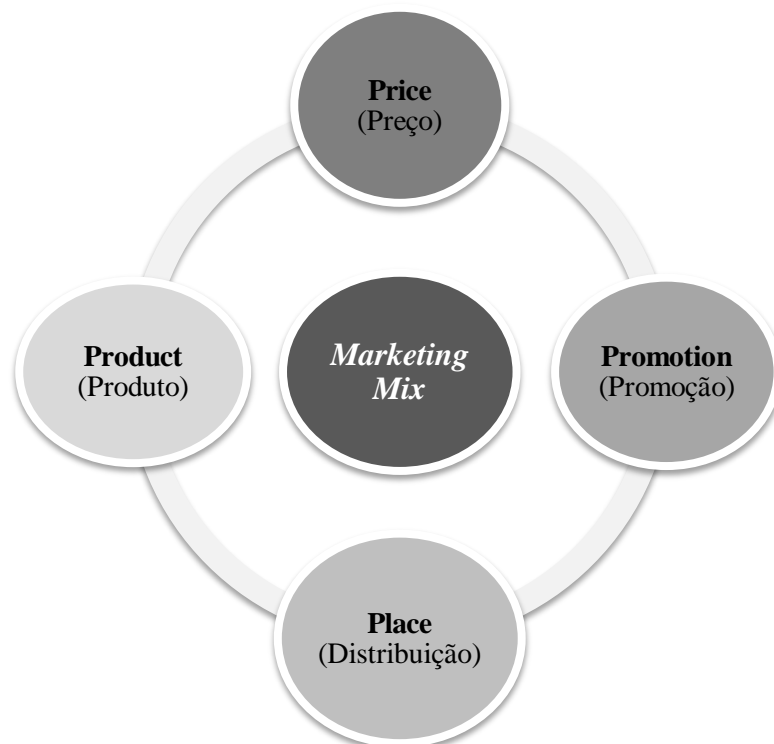 Price
(Preço)
Product
(Produto)
Marketing
Mix
Promotion
(Promoção)
Place
(Distribuição)